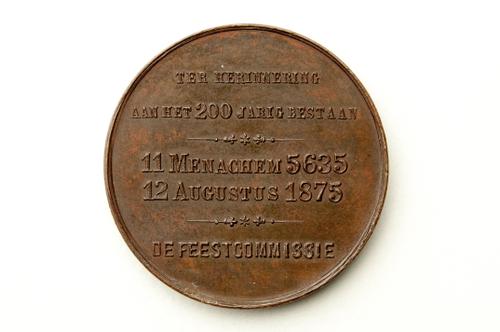 TER HERINNERING
AAN HET 200 JARIG BESTAAN
11 MENACHEM 5635
12 AUGUSTUS 1875
DE FEESTCOMMISSIE